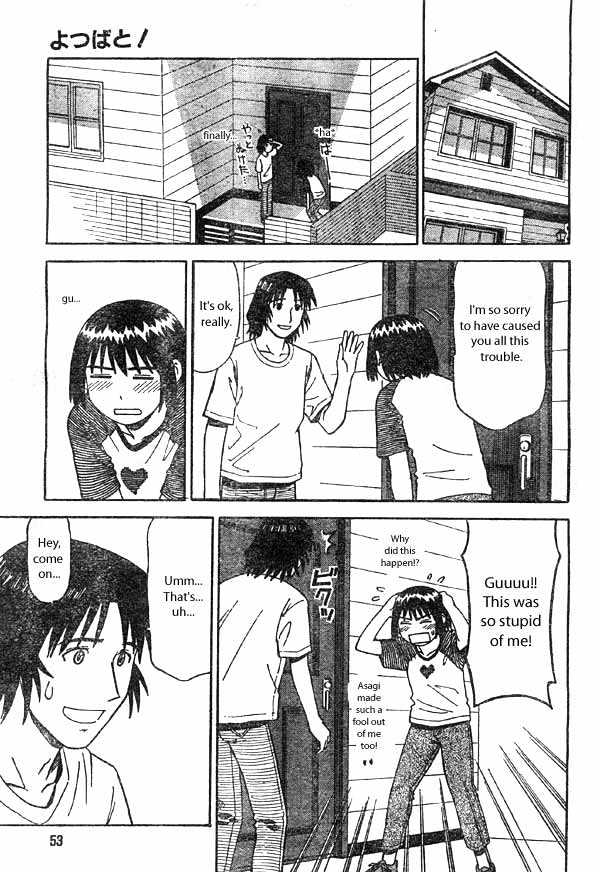 よつばと!
*ha*
は
finally...
やっと
ぬけた…
I'm so sorry
to have caused
you all this
trouble.
It's ok,
really.
gu...
Guuuu!!
This was
so stupid
of me!
Why
did this
happen!?
Asagi
made
such a
fool out
of me
too!
ビクッ
Umm...
That's...
uh...
Hey,
come
on...
53